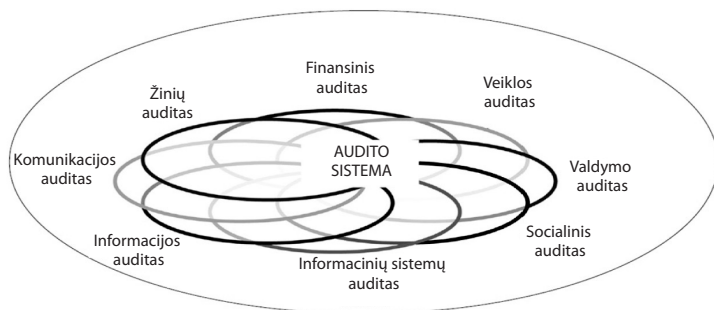 Finansinis
auditas
Veiklos
auditas
Žinių
auditas
Komunikacijos
auditas
AUDITO
SISTEMA
Valdymo
auditas
Informacijos
auditas
Socialinis
auditas
Informacinių sistemų
auditas